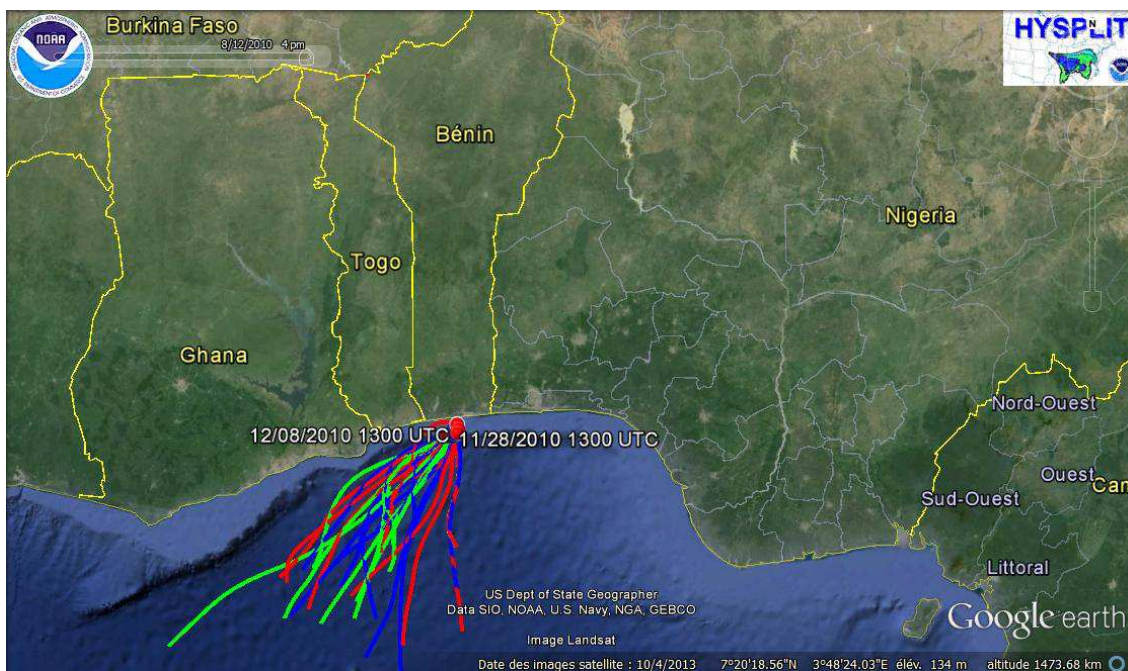 Burkina Faso
8/12/2010 4 pm
NOAA
HYSPLIT
Bénin
Nigeria
Togo
Ghana
12/08/2010 1300 UTC
11/28/2010 1300 UTC
Nord-Ouest
Ouest
Cam
Sud-Ouest
Littoral
US Dept of State Geographer
Data SIO, NOAA, U.S. Navy, NGA, GEBCO
Image Landsat
Google earth
Date des images satellite : 10/4/2013 7°20'18.56"N 3°48'24.03"E élév. 134 m altitude 1473.68 km